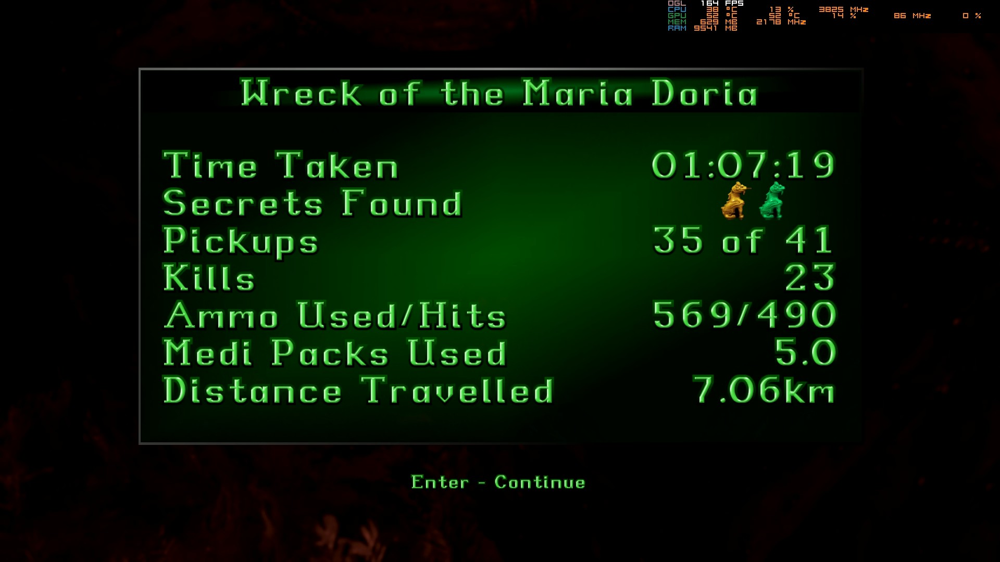 OGL 164 FPS
CPU 38 °C 13 % 3825 MHz
GPU 52 °C 52 °C 14 % 86 MHz 0 %
MEM 629 MB 2178 MHz
RAM 9541 MB
Wreck of the Maria Doria
Time Taken 01:07:19
Secrets Found
Pickups 35 of 41
Kills 23
Ammo Used/Hits 569/490
Medi Packs Used 5.0
Distance Travelled 7.06km
Enter - Continue